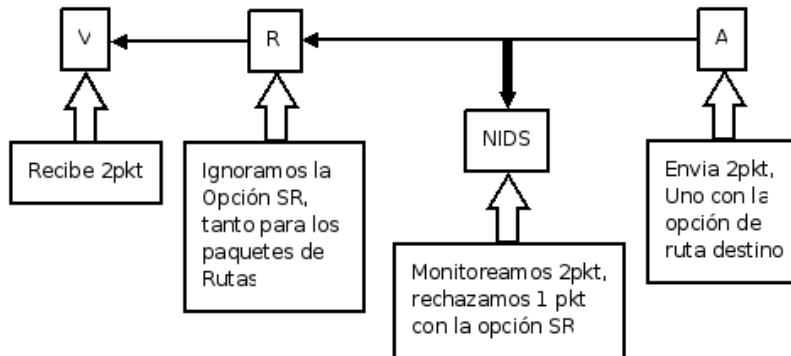 V
R
A
NIDS
Recibe 2pkt
Ignoramos la
Opción SR,
tanto para los
paquetes de
Rutas
Monitoreamos 2pkt,
rechazamos 1 pkt
con la opción SR
Envia 2pkt,
Uno con la
opción de
ruta destino